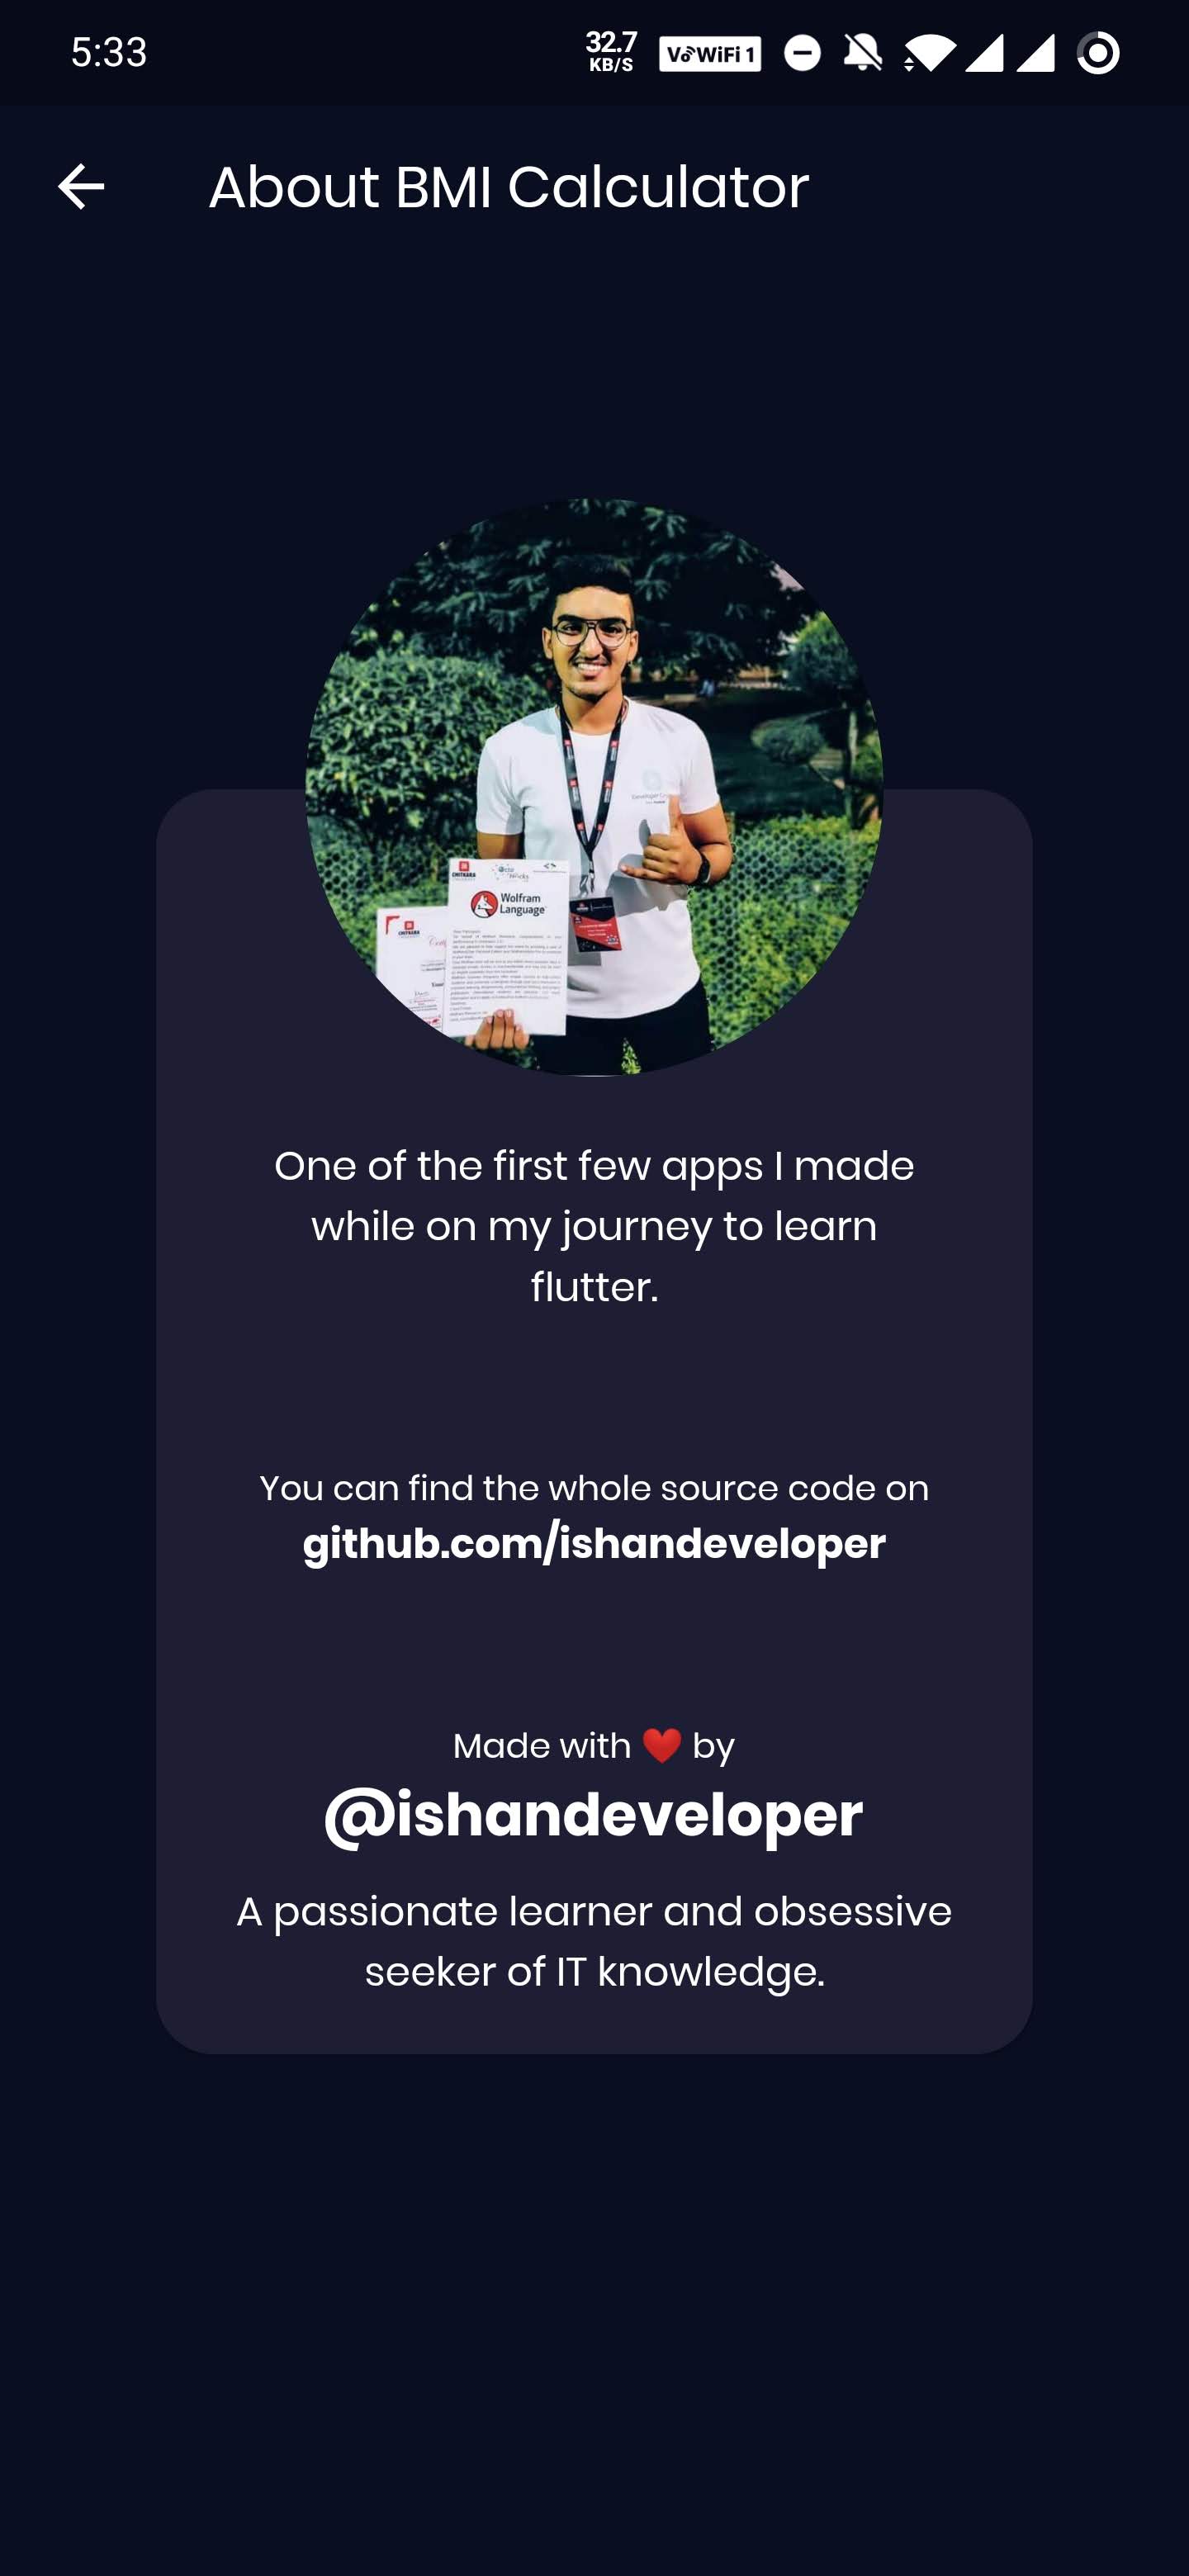 5:33
32.7
KB/S
VoWiFi 1
About BMI Calculator
CHITKARA
CHITKARA
Wolfram
Language
One of the first few apps I made
while on my journey to learn
flutter.
You can find the whole source code on
github.com/ishandeveloper
Made with ❤️ by
@ishandeveloper
A passionate learner and obsessive
seeker of IT knowledge.